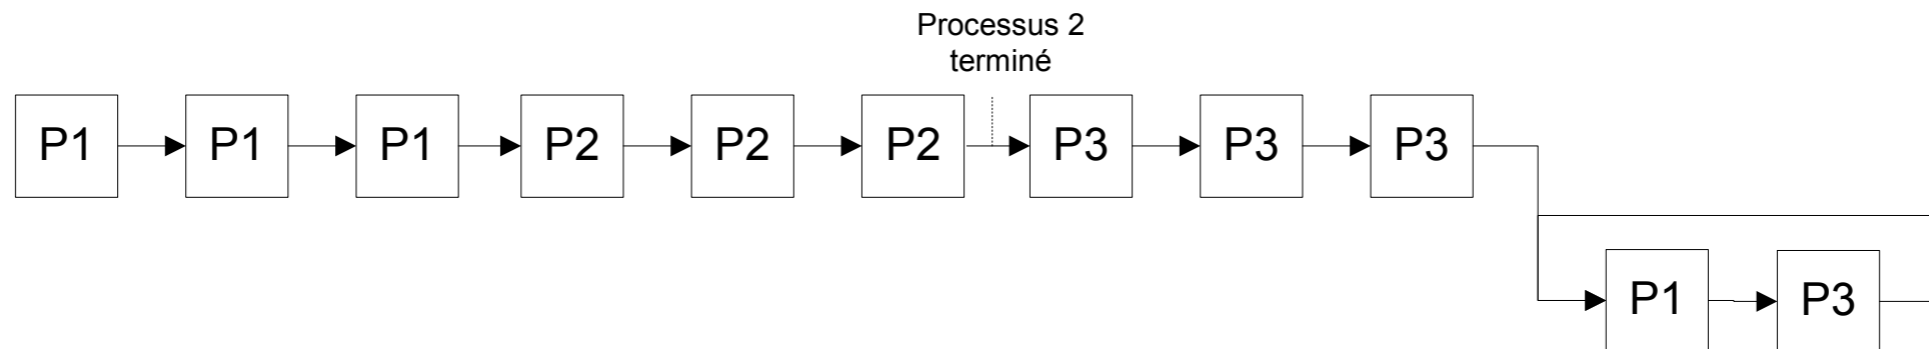 Processus 2
terminé
P1 P1 P1 P2 P2 P2 P3 P3 P3
P1 P3